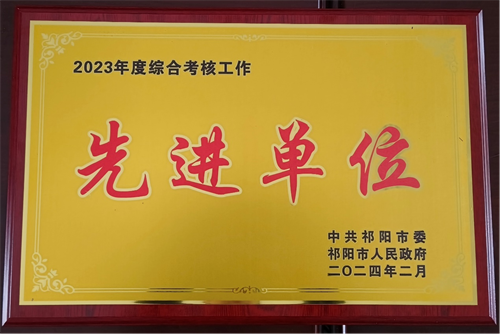 2023年度综合考核工作
先进单位
中共祁阳市委
祁阳市人民政府
二〇二四年二月